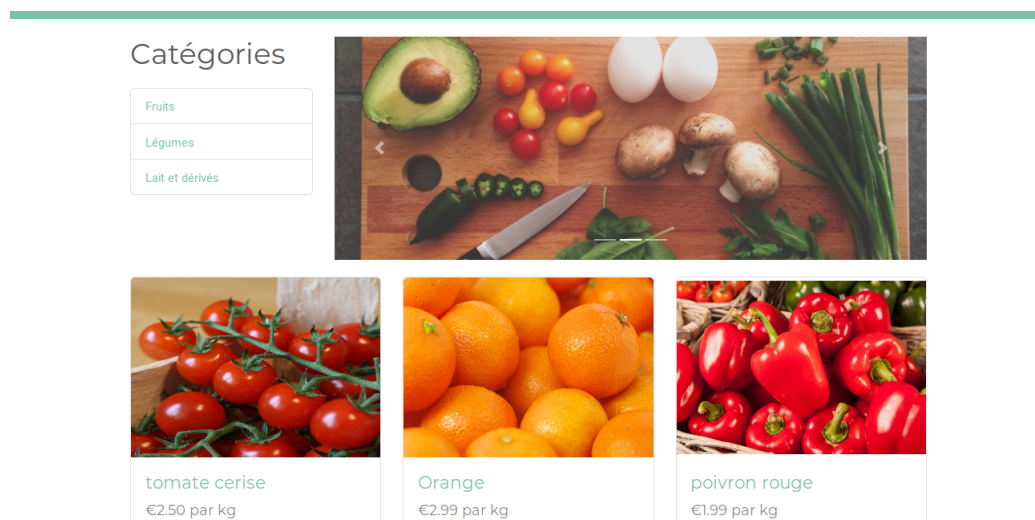 Catégories
Fruits
Légumes
Lait et dérivés
tomate cerise
€2.50 par kg
Orange
€2.99 par kg
poivron rouge
€1.99 par kg